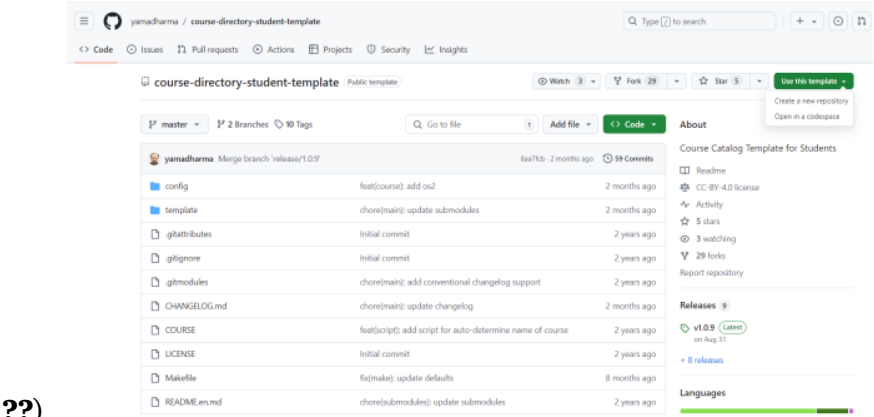 yamadharma / course-directory-student-template
Type / to search
Code Issues Pull requests Actions Projects Security Insights
course-directory-student-template Public template
Watch 3 Fork 29 Star 5 Use this template
Create a new repository
Open in a codespace
master 2 Branches 10 Tags Go to file t Add file Code
About
Course Catalog Template for Students
yamadharma Merge branch 'release/1.0.9' 8aa7fcb · 2 months ago 59 Commits
Readme
config feat(course): add os2 2 months ago
CC-BY-4.0 license
Activity
template chore(main): update submodules 2 months ago
5 stars
.gitattributes Initial commit 2 years ago
3 watching
.gitignore Initial commit 2 years ago
29 forks
Report repository
.gitmodules chore(main): add conventional changelog support 2 years ago
CHANGELOG.md chore(main): update changelog 2 months ago
Releases 9
COURSE feat(script): add script for auto-determine name of course 2 years ago
v1.0.9 Latest
on Aug 31
LICENSE Initial commit 2 years ago
+ 8 releases
Makefile fix(make): update defaults 8 months ago
Languages
README.en.md chore(submodules): update submodules 2 years ago
??)